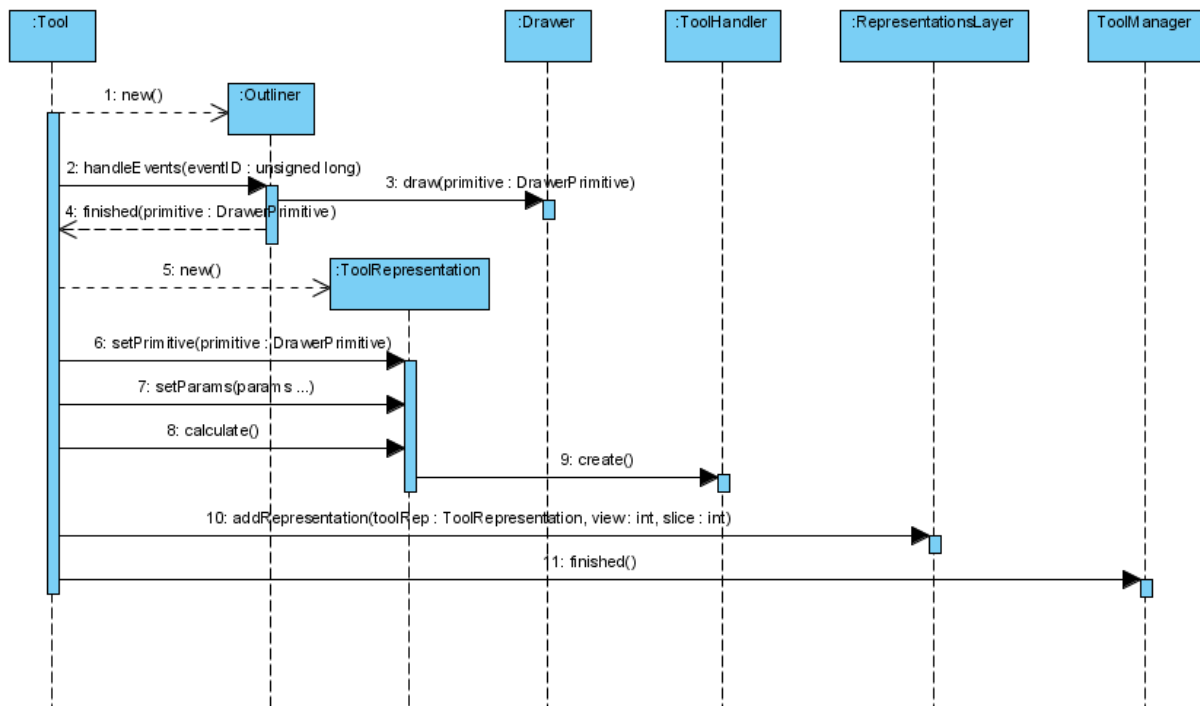 :Tool
:Drawer
:ToolHandler
:RepresentationsLayer
ToolManager
1: new()
:Outliner
2: handleEvents(eventID : unsigned long)
3: draw(primitive : DrawerPrimitive)
4: finished(primitive : DrawerPrimitive)
5: new()
:ToolRepresentation
6: setPrimitive(primitive : DrawerPrimitive)
7: setParams(params ...)
8: calculate()
9: create()
10: addRepresentation(toolRep : ToolRepresentation, view : int, slice : int)
11: finished()